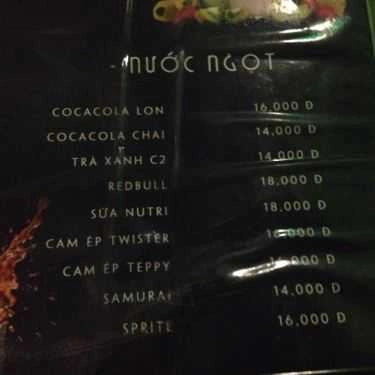 - NƯỚC NGỌT
COCACOLA LON 16,000 Đ
COCACOLA CHAI 14,000 Đ
TRÀ XANH C2 14,000 Đ
REDBULL 18,000 Đ
SỮA NUTRI 18,000 Đ
CAM ÉP TWISTER Đ
CAM ÉP TEPPY Đ
SAMURAI 14,000 Đ
SPRITE 16,000 Đ